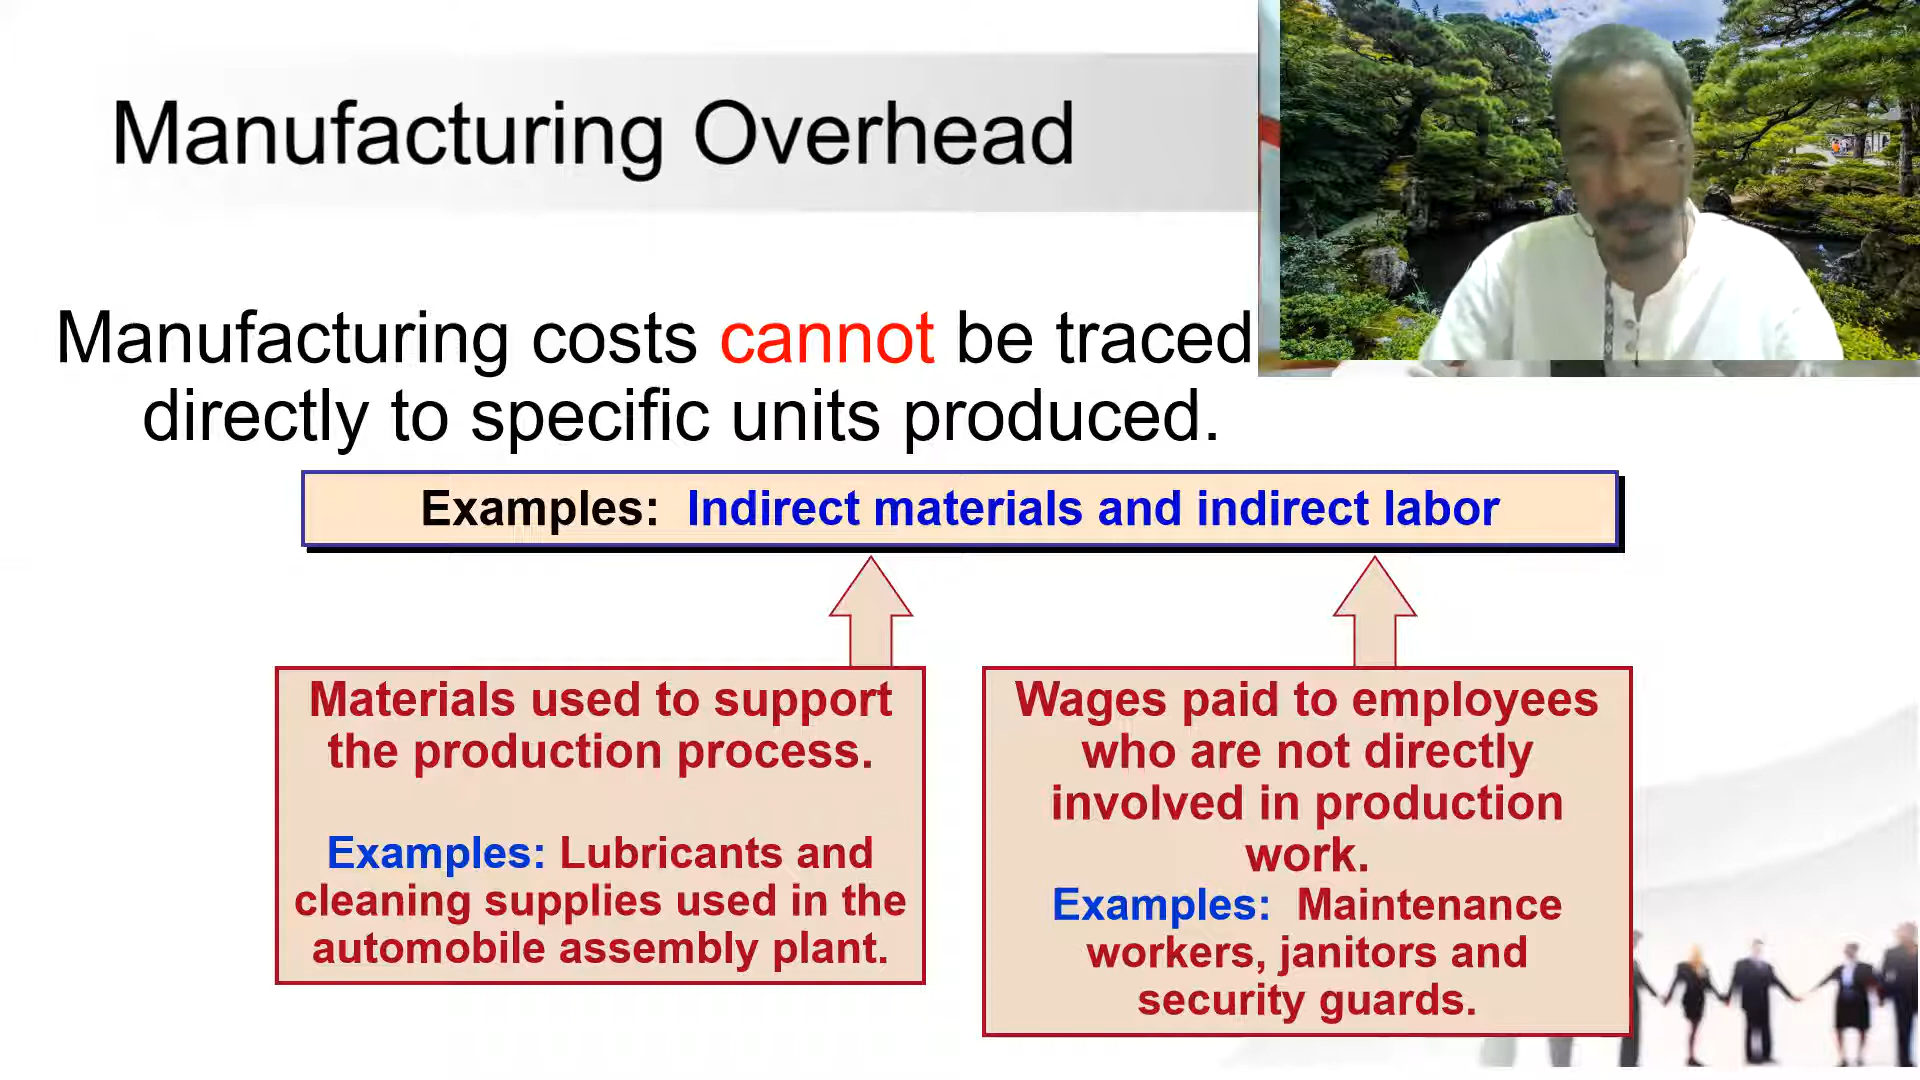 Manufacturing Overhead
Manufacturing costs cannot be traced
directly to specific units produced.
Examples: Indirect materials and indirect labor
Materials used to support
the production process.
Examples: Lubricants and
cleaning supplies used in the
automobile assembly plant.
Wages paid to employees
who are not directly
involved in production
work.
Examples: Maintenance
workers, janitors and
security guards.